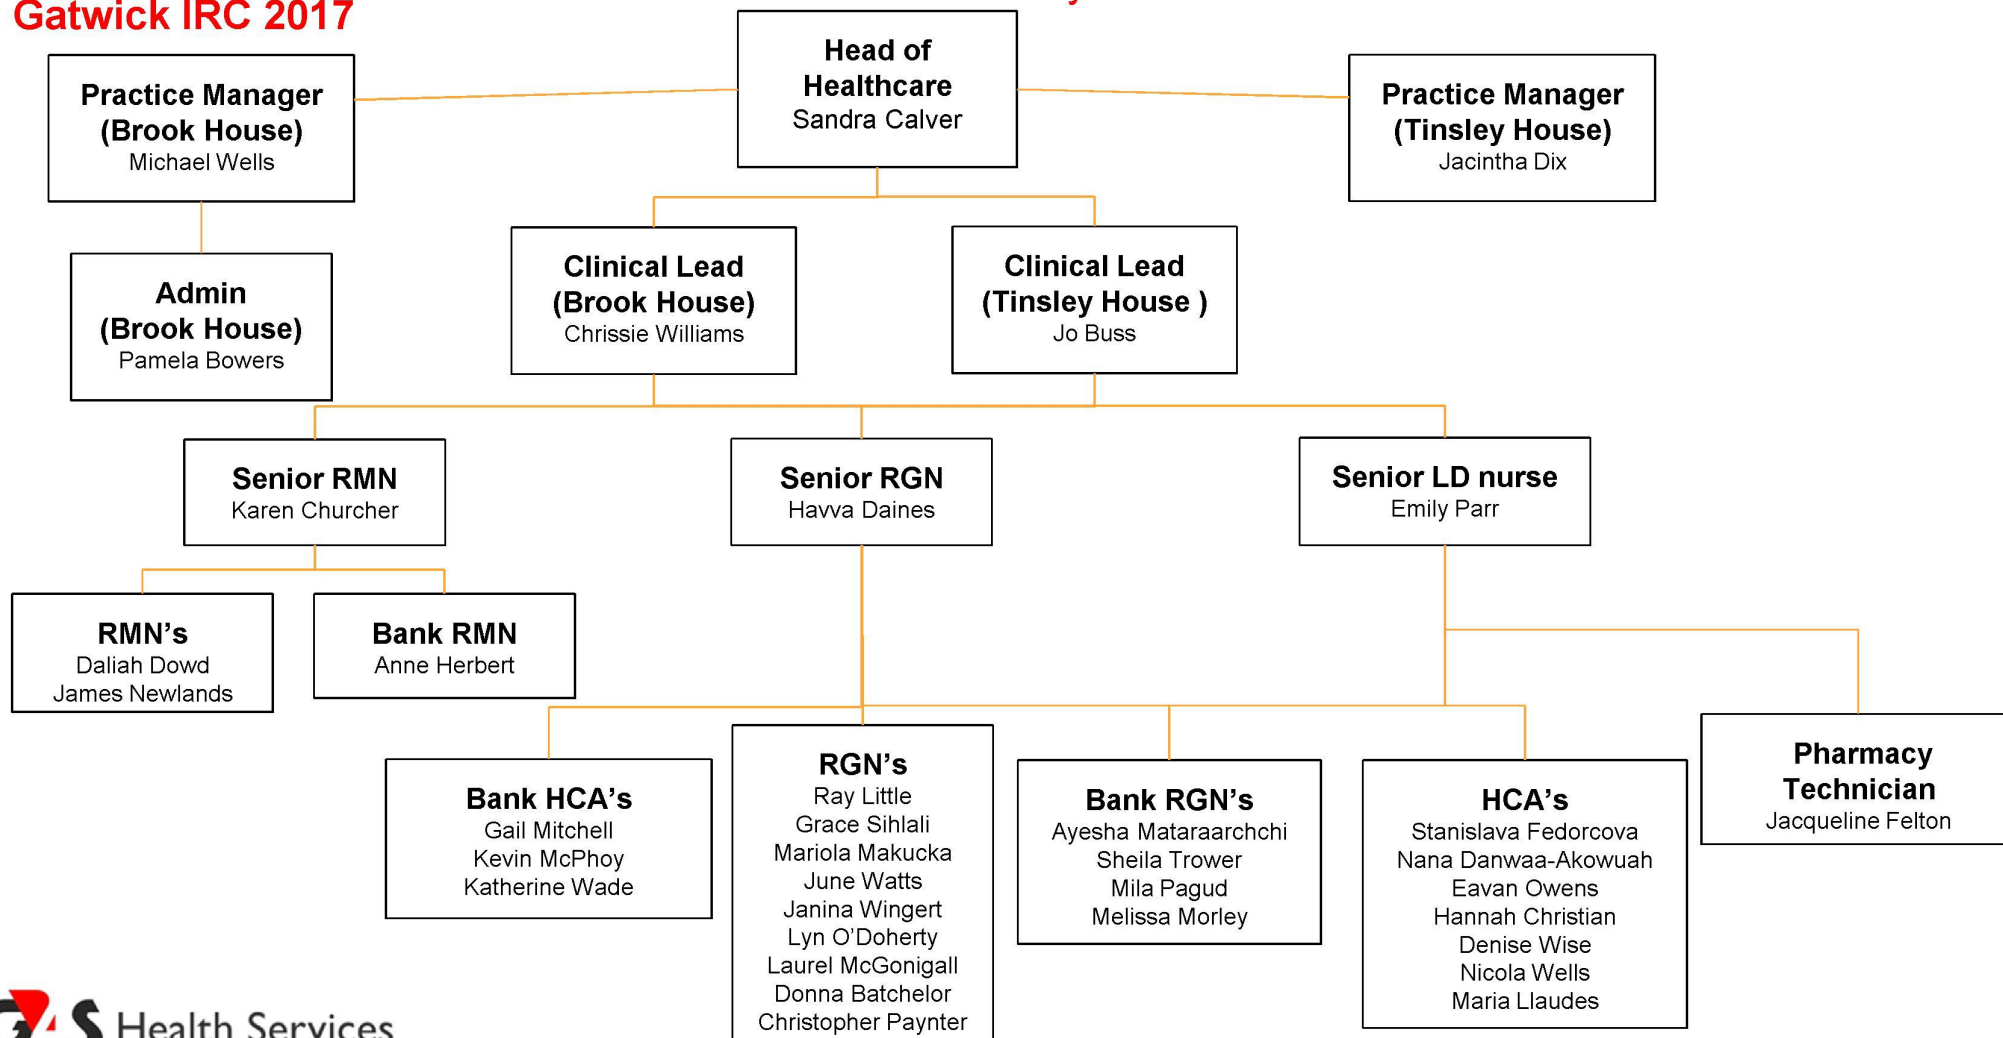 Gatwick IRC 2017
Head of
Healthcare
Sandra Calver
Practice Manager
(Brook House)
Michael Wells
Practice Manager
(Tinsley House)
Jacintha Dix
Admin
(Brook House)
Pamela Bowers
Clinical Lead
(Brook House)
Chrissie Williams
Clinical Lead
(Tinsley House )
Jo Buss
Senior RMN
Karen Churcher
Senior RGN
Havva Daines
Senior LD nurse
Emily Parr
RMN’s
Daliah Dowd
James Newlands
Bank RMN
Anne Herbert
Bank HCA’s
Gail Mitchell
Kevin McPhoy
Katherine Wade
RGN’s
Ray Little
Grace Sihlali
Mariola Makucka
June Watts
Janina Wingert
Lyn O’Doherty
Laurel McGonigall
Donna Batchelor
Christopher Paynter
Bank RGN’s
Ayesha Mataraarchchi
Sheila Trower
Mila Pagud
Melissa Morley
HCA’s
Stanislava Fedorcova
Nana Danwaa-Akowuah
Eavan Owens
Hannah Christian
Denise Wise
Nicola Wells
Maria Llaudes
Pharmacy
Technician
Jacqueline Felton
G4S Health Services